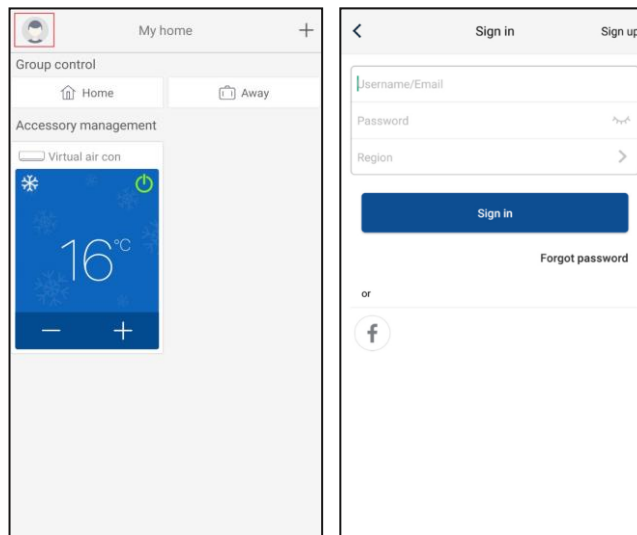 My home
+
Group control
Home
Away
Accessory management
Virtual air con
16°C
− +
Sign in
Sign up
Username/Email
Password
Region
Sign in
Forgot password
or
f